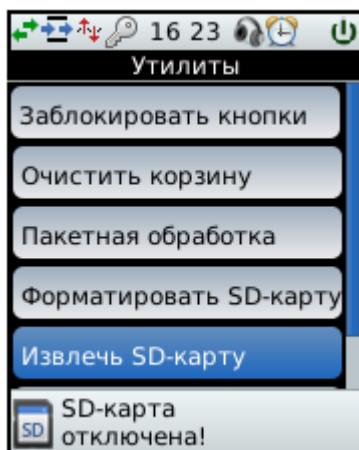 16 23
Утилиты
Заблокировать кнопки
Очистить корзину
Пакетная обработка
Форматировать SD-карту
Извлечь SD-карту
SD
SD-карта
отключена!